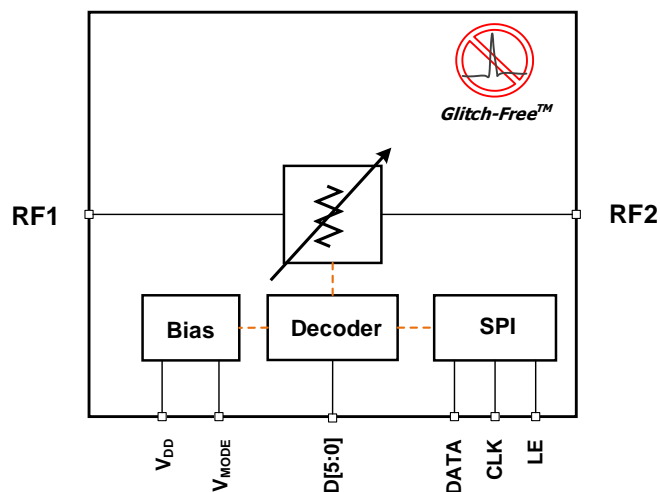 Glitch-Free™
RF1
RF2
Bias
Decoder
SPI
VDD
VMODE
D[5:0]
DATA
CLK
LE